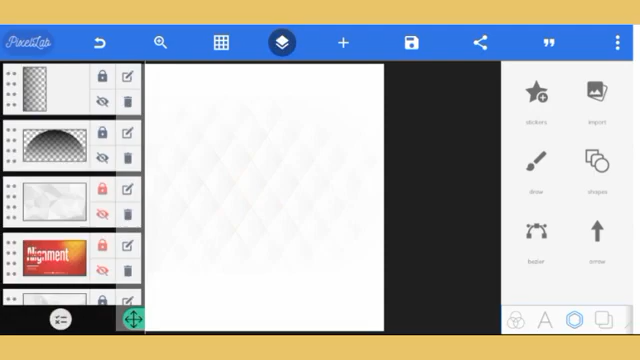 PixelLab
stickers
import
draw
shapes
bezier
arrow
Alignment